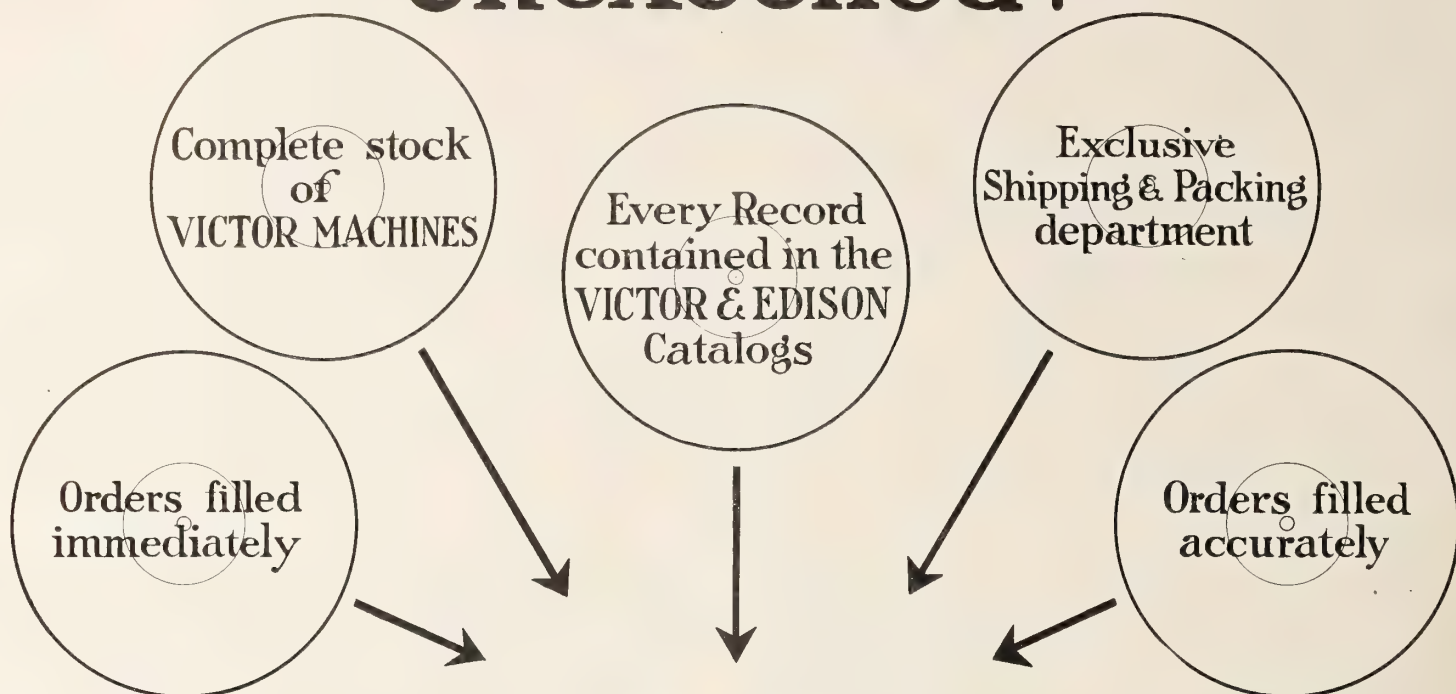 Complete stock
of
VICTOR MACHINES
Every Record
contained in the
VICTOR & EDISON
Catalogs
Exclusive
Shipping & Packing
department
Orders filled
immediately
Orders filled
accurately